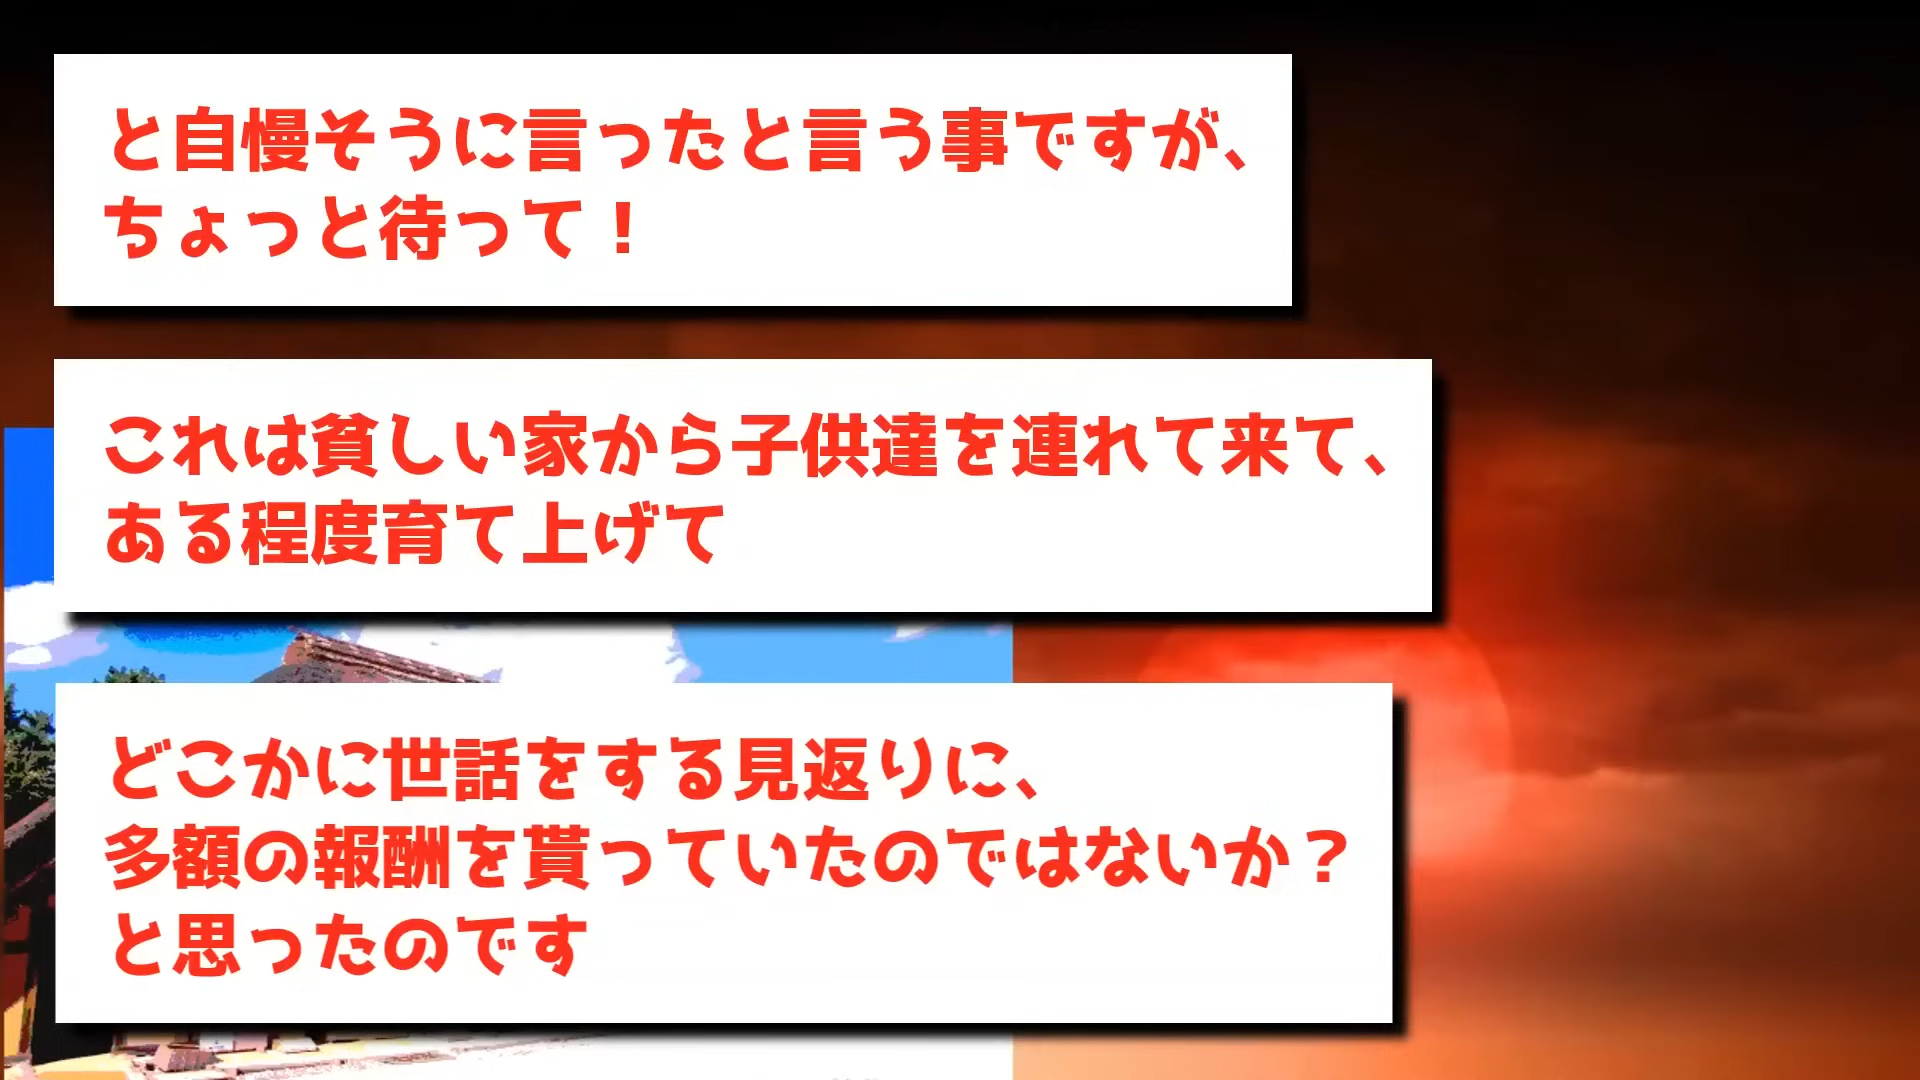 と自慢そうに言ったと言う事ですが、
ちょっと待って！
これは貧しい家から子供達を連れて来て、
ある程度育て上げて
どこかに世話をする見返りに、
多額の報酬を貰っていたのではないか？
と思ったのです